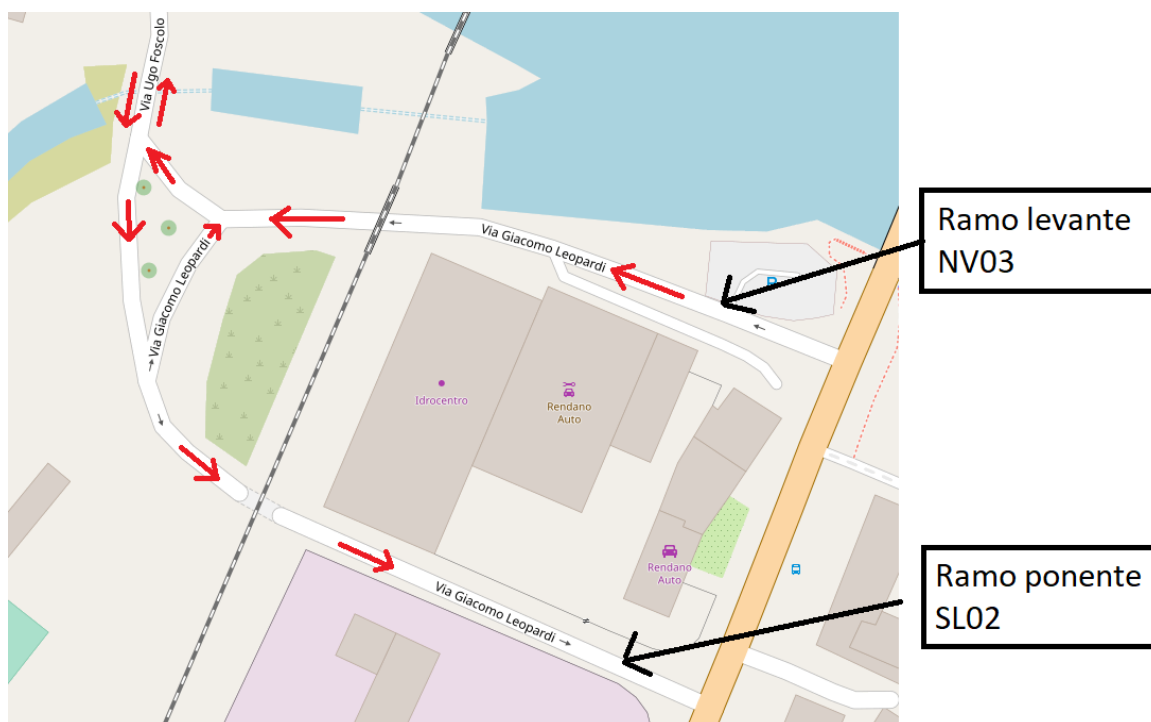 Via Ugo Foscolo
Ramo levante
NV03
Via Giacomo Leopardi
Via Giacomo Leopardi
P
Idrocentro
Rendano
Auto
Rendano
Auto
Ramo ponente
SL02
Via Giacomo Leopardi